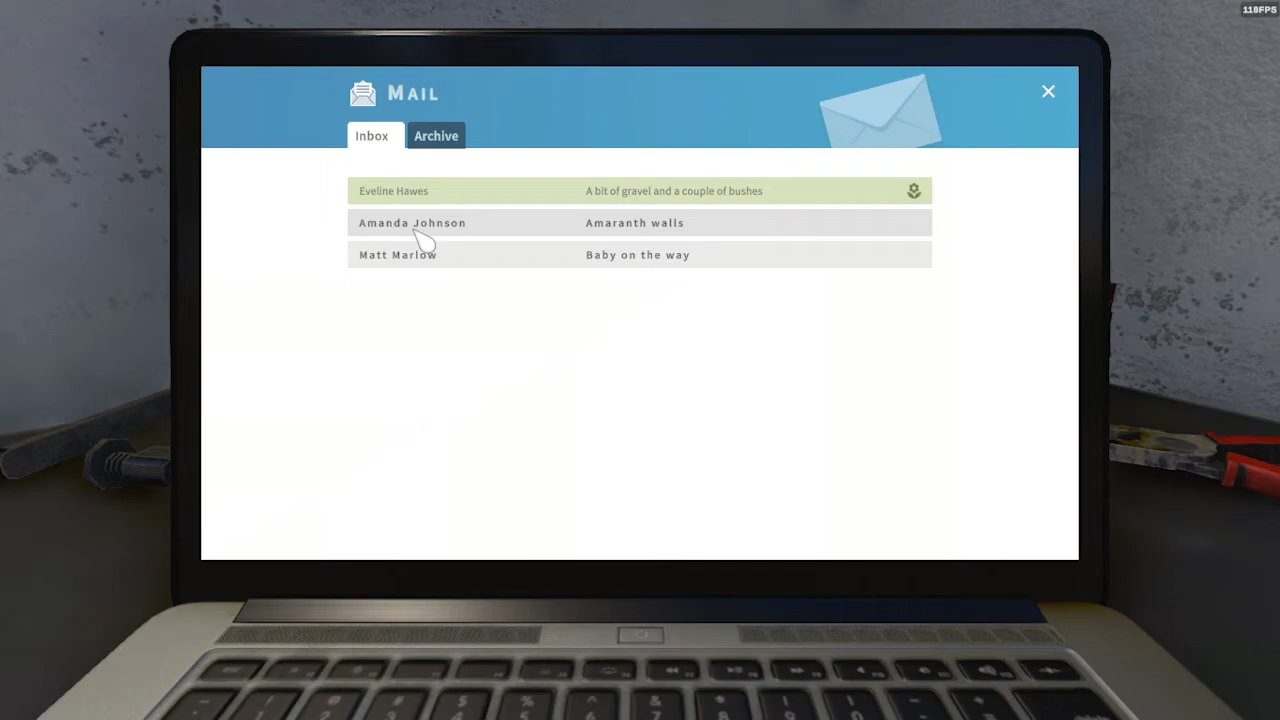 118FPS
MAIL
Inbox
Archive
Eveline Hawes A bit of gravel and a couple of bushes
Amanda Johnson Amaranth walls
Matt Marlow Baby on the way